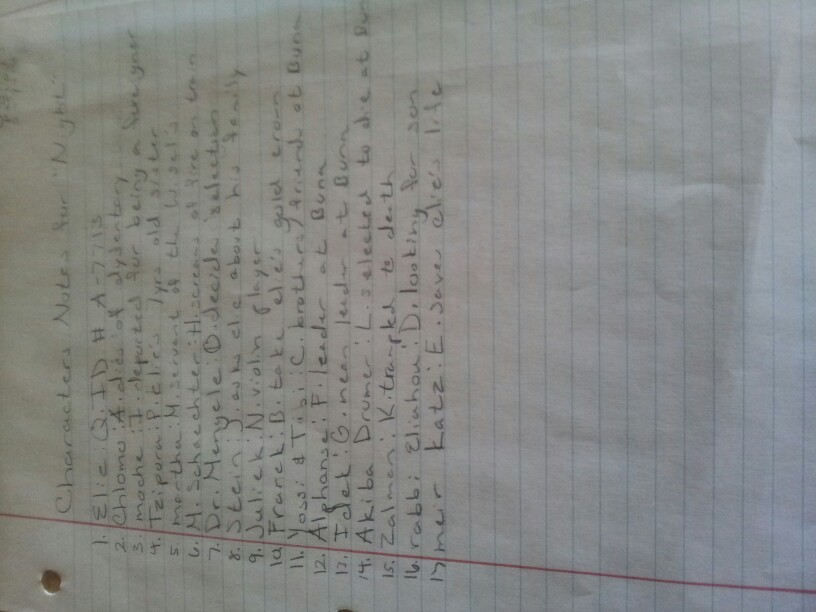 Characters Notes for "Night"
1. Elie: Q. ID # A-7713
2. Chlomo: A. dies of dysentary
3. moche: I. deported for being a foreigner
4. Tzipora: P. Elie's 7yrs old sister
5. martha: M. servant of the Wisel's
6. M. Schaechter: H. screams of fire on train
7. Dr. Mengele: O. decide selection
8. Stein: J. asks elie about his family
9. Juliek: N. violin player
10. Franek: B. take elie's gold crown
11. Yossi & Tibi: C. brothers/friends at Buna
12. Alphonse: F. leader at Buna
13. Idek: G. mean leader at Buna
14. Akiba Drumer: L. selected to die at Buna
15. Zalman: K. trampled to death
16. rabbi Eliahou: D. looking for son
17 meir Katz: E. saves elie's life